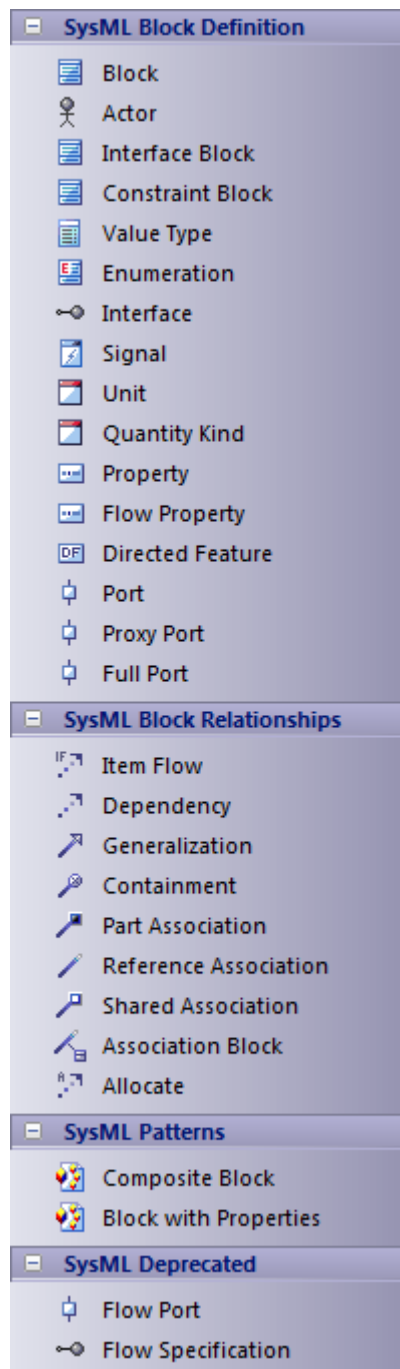 SysML Block Definition
Block
Actor
Interface Block
Constraint Block
Value Type
Enumeration
Interface
Signal
Unit
Quantity Kind
Property
Flow Property
DF Directed Feature
Port
Proxy Port
Full Port
SysML Block Relationships
IF Item Flow
Dependency
Generalization
Containment
Part Association
Reference Association
Shared Association
Association Block
A Allocate
SysML Patterns
Composite Block
Block with Properties
SysML Deprecated
Flow Port
Flow Specification